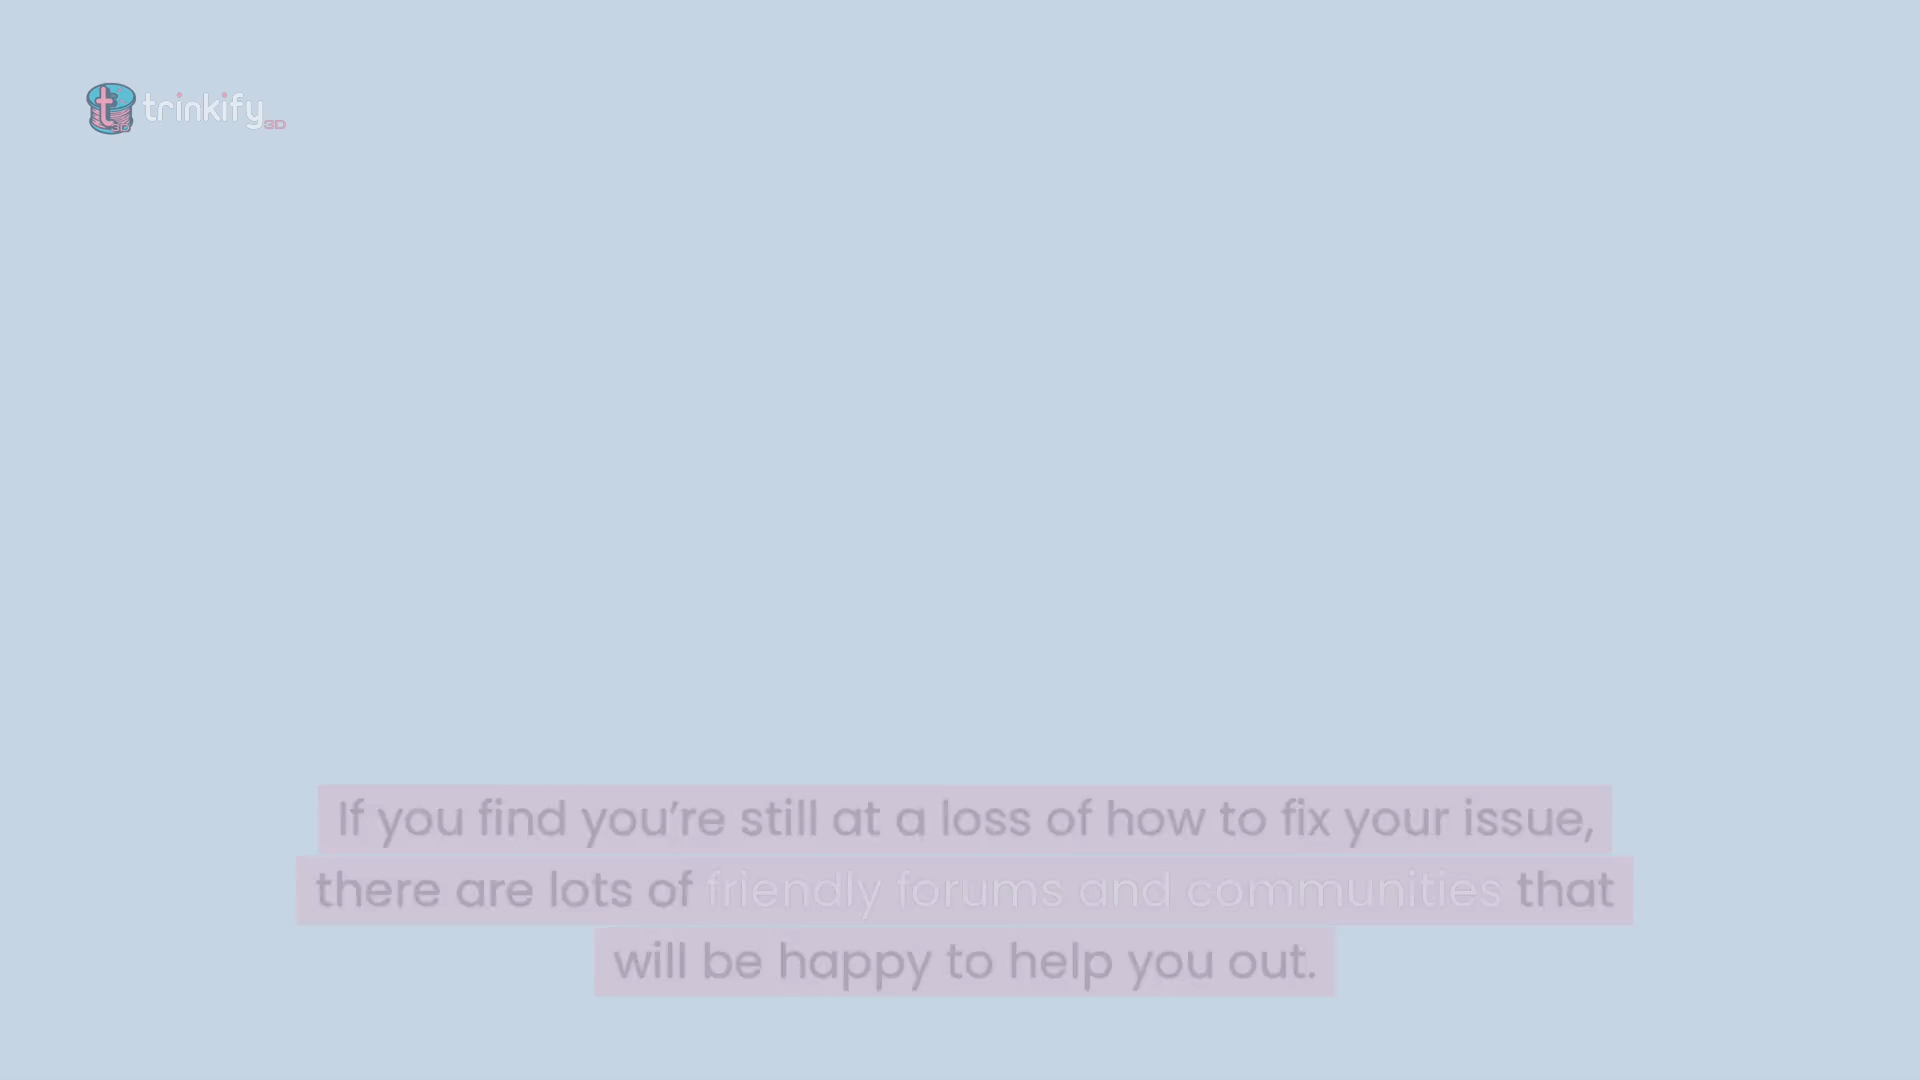 trinkify 3D
If you find you’re still at a loss of how to fix your issue,
there are lots of friendly forums and communities that
will be happy to help you out.